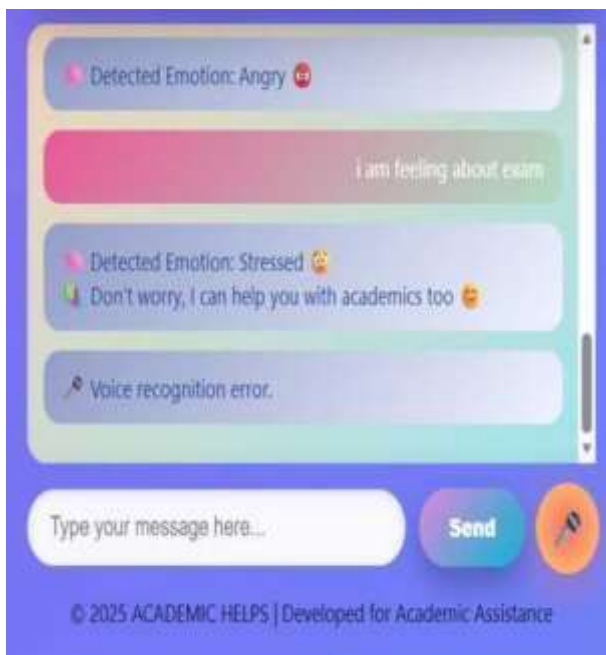 Detected Emotion: Angry 😡
i am feeling about exam
Detected Emotion: Stressed
Don't worry, I can help you with academics too 😊
Voice recognition error.
Type your message here...
Send
© 2025 ACADEMIC HELPS | Developed for Academic Assistance